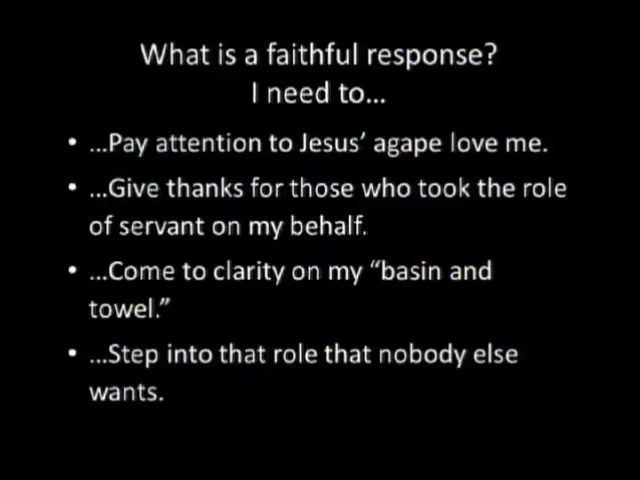 What is a faithful response?
I need to...
• ...Pay attention to Jesus' agape love me.
• ...Give thanks for those who took the role
of servant on my behalf.
• ...Come to clarity on my “basin and
towel.”
• ...Step into that role that nobody else
wants.